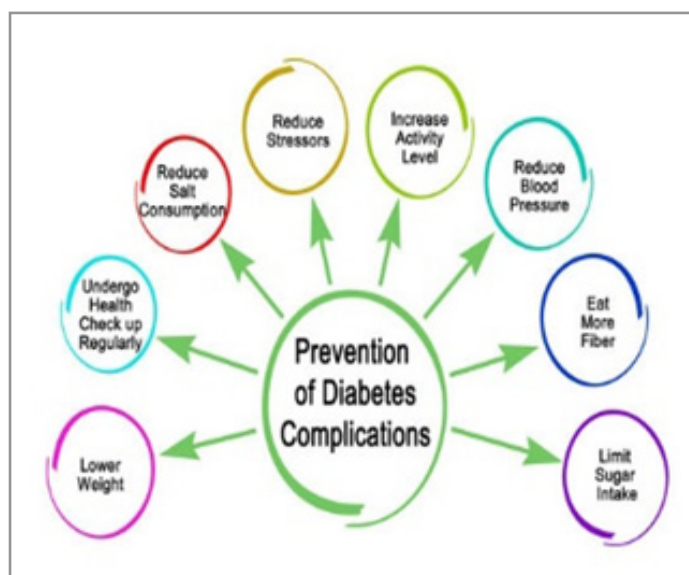 Prevention
of Diabetes
Complications
Lower
Weight
Undergo
Health
Check up
Regularly
Reduce
Salt
Consumption
Reduce
Stressors
Increase
Activity
Level
Reduce
Blood
Pressure
Eat
More
Fiber
Limit
Sugar
Intake